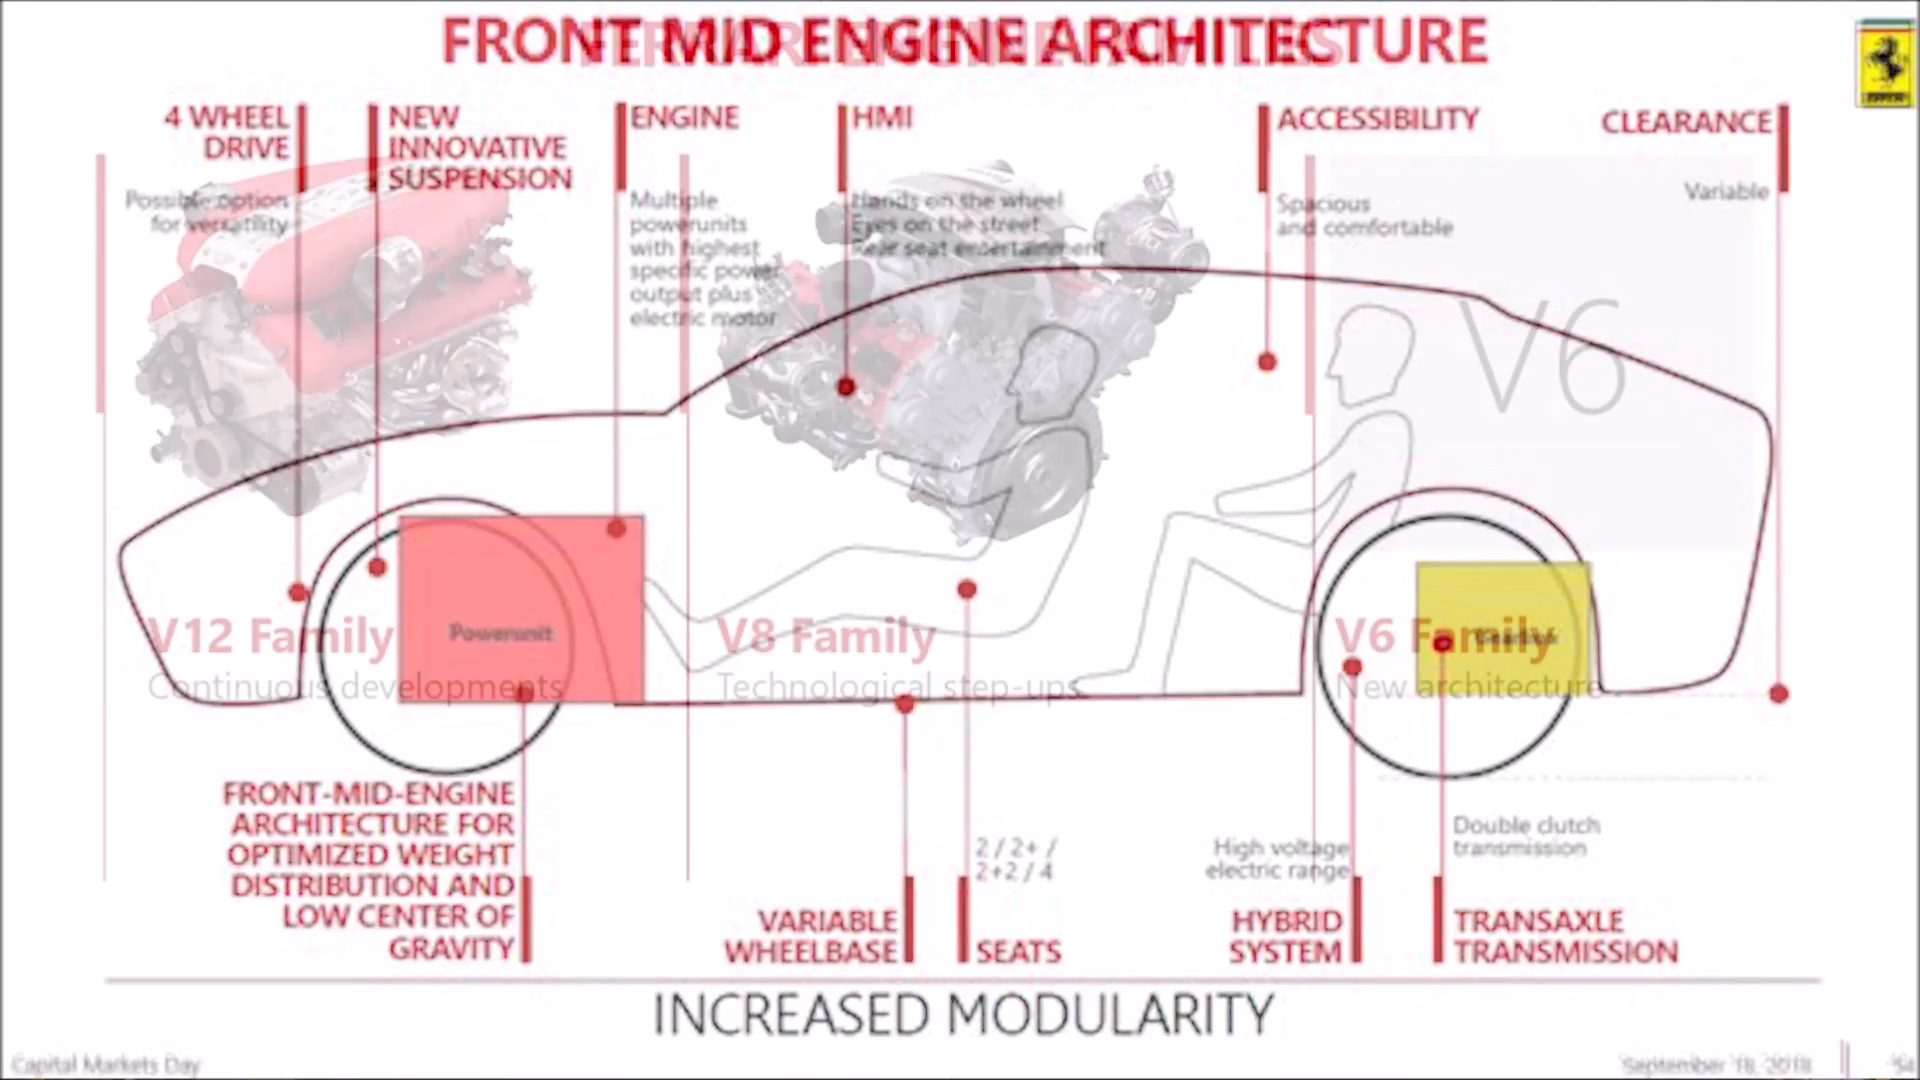 FRONT MID ENGINE ARCHITECTURE
4 WHEEL
DRIVE
Possible option
for versatility
NEW
INNOVATIVE
SUSPENSION
ENGINE
Multiple
powerunits
with highest
specific power
output plus
electric motor
HMI
Hands on the wheel
Eyes on the street
Rear seat entertainment
ACCESSIBILITY
Spacious
and comfortable
CLEARANCE
Variable
V6
Powerunit
Gearbox
V12 Family
Continuous developments
V8 Family
Technological step-ups
V6 Family
New architecture
FRONT-MID-ENGINE
ARCHITECTURE FOR
OPTIMIZED WEIGHT
DISTRIBUTION AND
LOW CENTER OF
GRAVITY
VARIABLE
WHEELBASE
2 / 2+ /
2+2 / 4
SEATS
High voltage
electric range
HYBRID
SYSTEM
Double clutch
transmission
TRANSAXLE
TRANSMISSION
INCREASED MODULARITY
Capital Markets Day
September 18, 2018